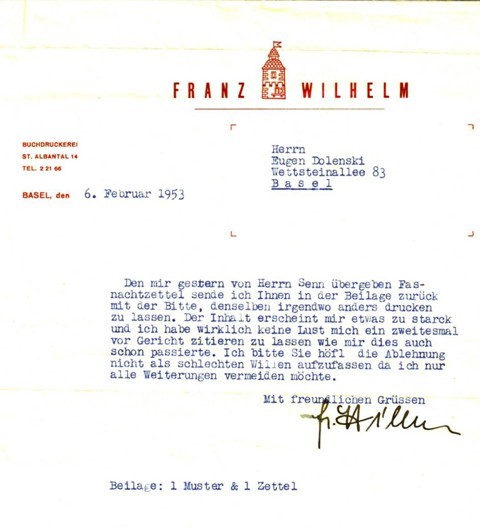 FRANZ WILHELM
BUCHDRUCKEREI
ST. ALBANTAL 14
TEL. 2 21 66
BASEL, den 6. Februar 1953
Herrn
Eugen Dolenski
Wettsteinallee 83
Basel
Den mir gestern von Herrn Senn übergeben Fas-
nachtzettel sende ich Ihnen in der Beilage zurück
mit der Bitte, denselben irgendwo anders drucken
zu lassen. Der Inhalt erscheint mir etwas zu starck
und ich habe wirklich keine Lust mich ein zweitesmal
vor Gericht zitieren zu lassen wie mir dies auch
schon passierte. Ich bitte Sie höfl die Ablehnung
nicht als schlechten Willen aufzufassen da ich nur
alle Weiterungen vermeiden möchte.
Mit freundlichen Grüssen
Fr. Wilhelm
Beilage: 1 Muster & 1 Zettel